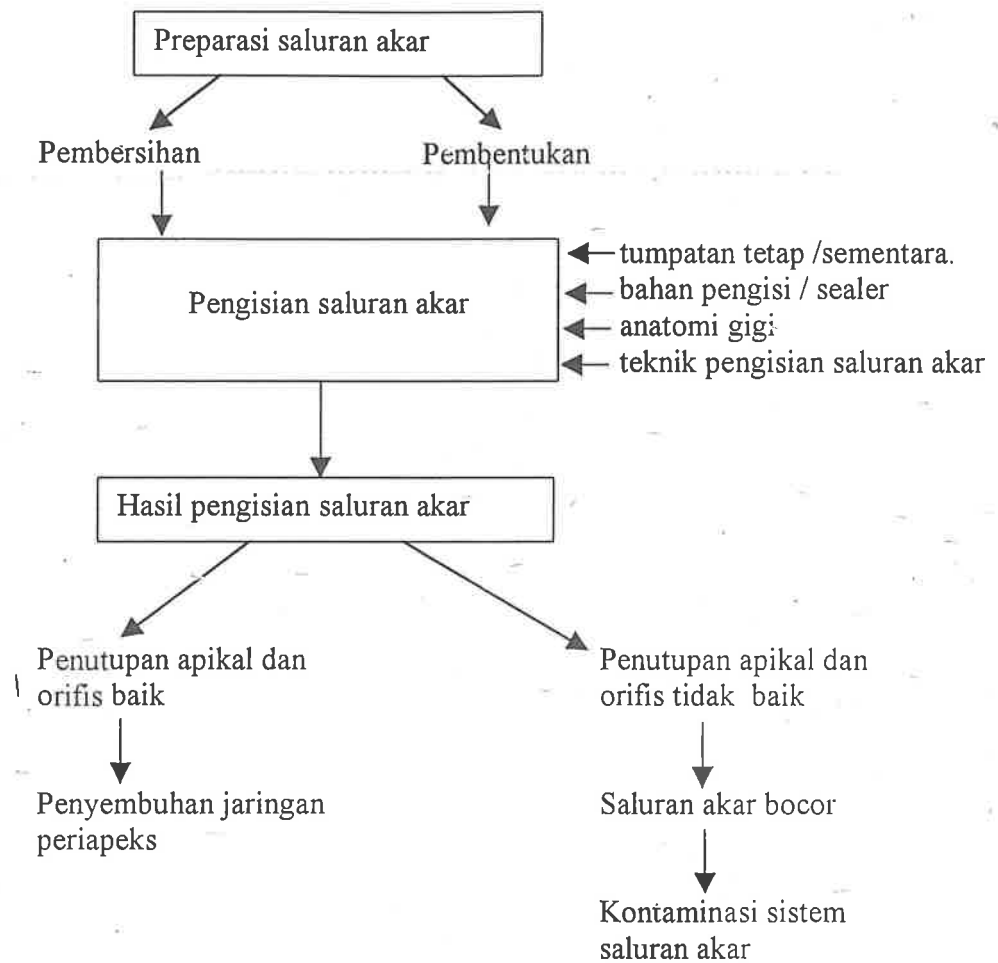 Preparasi saluran akar
Pembersihan
Pembentukan
Pengisian saluran akar
tumpatan tetap /sementara.
bahan pengisi / sealer
anatomi gigi
teknik pengisian saluran akar
Hasil pengisian saluran akar
Penutupan apikal dan
orifis baik
Penutupan apikal dan
orifis tidak baik
Penyembuhan jaringan
periapeks
Saluran akar bocor
Kontaminasi sistem
saluran akar